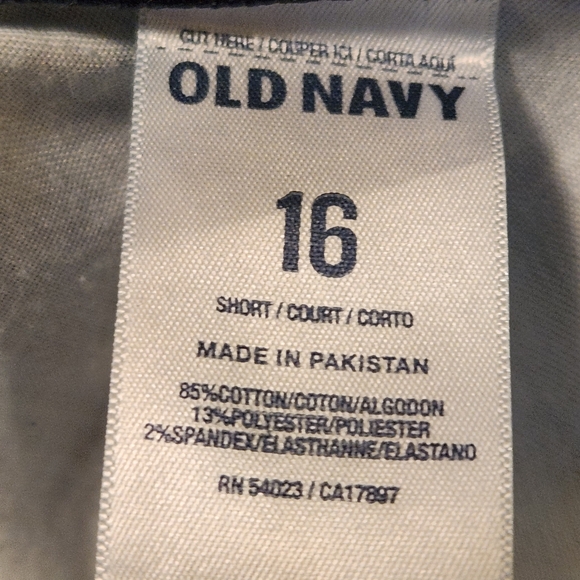 CUT HERE / COUPER ICI / CORTA AQUÍ
OLD NAVY
16
SHORT / COURT / CORTO
MADE IN PAKISTAN
85%COTTON/COTON/ALGODON
13%POLYESTER/POLIESTER
2%SPANDEX/ÉLASTHANNE/ELASTANO
RN 54023 / CA17897